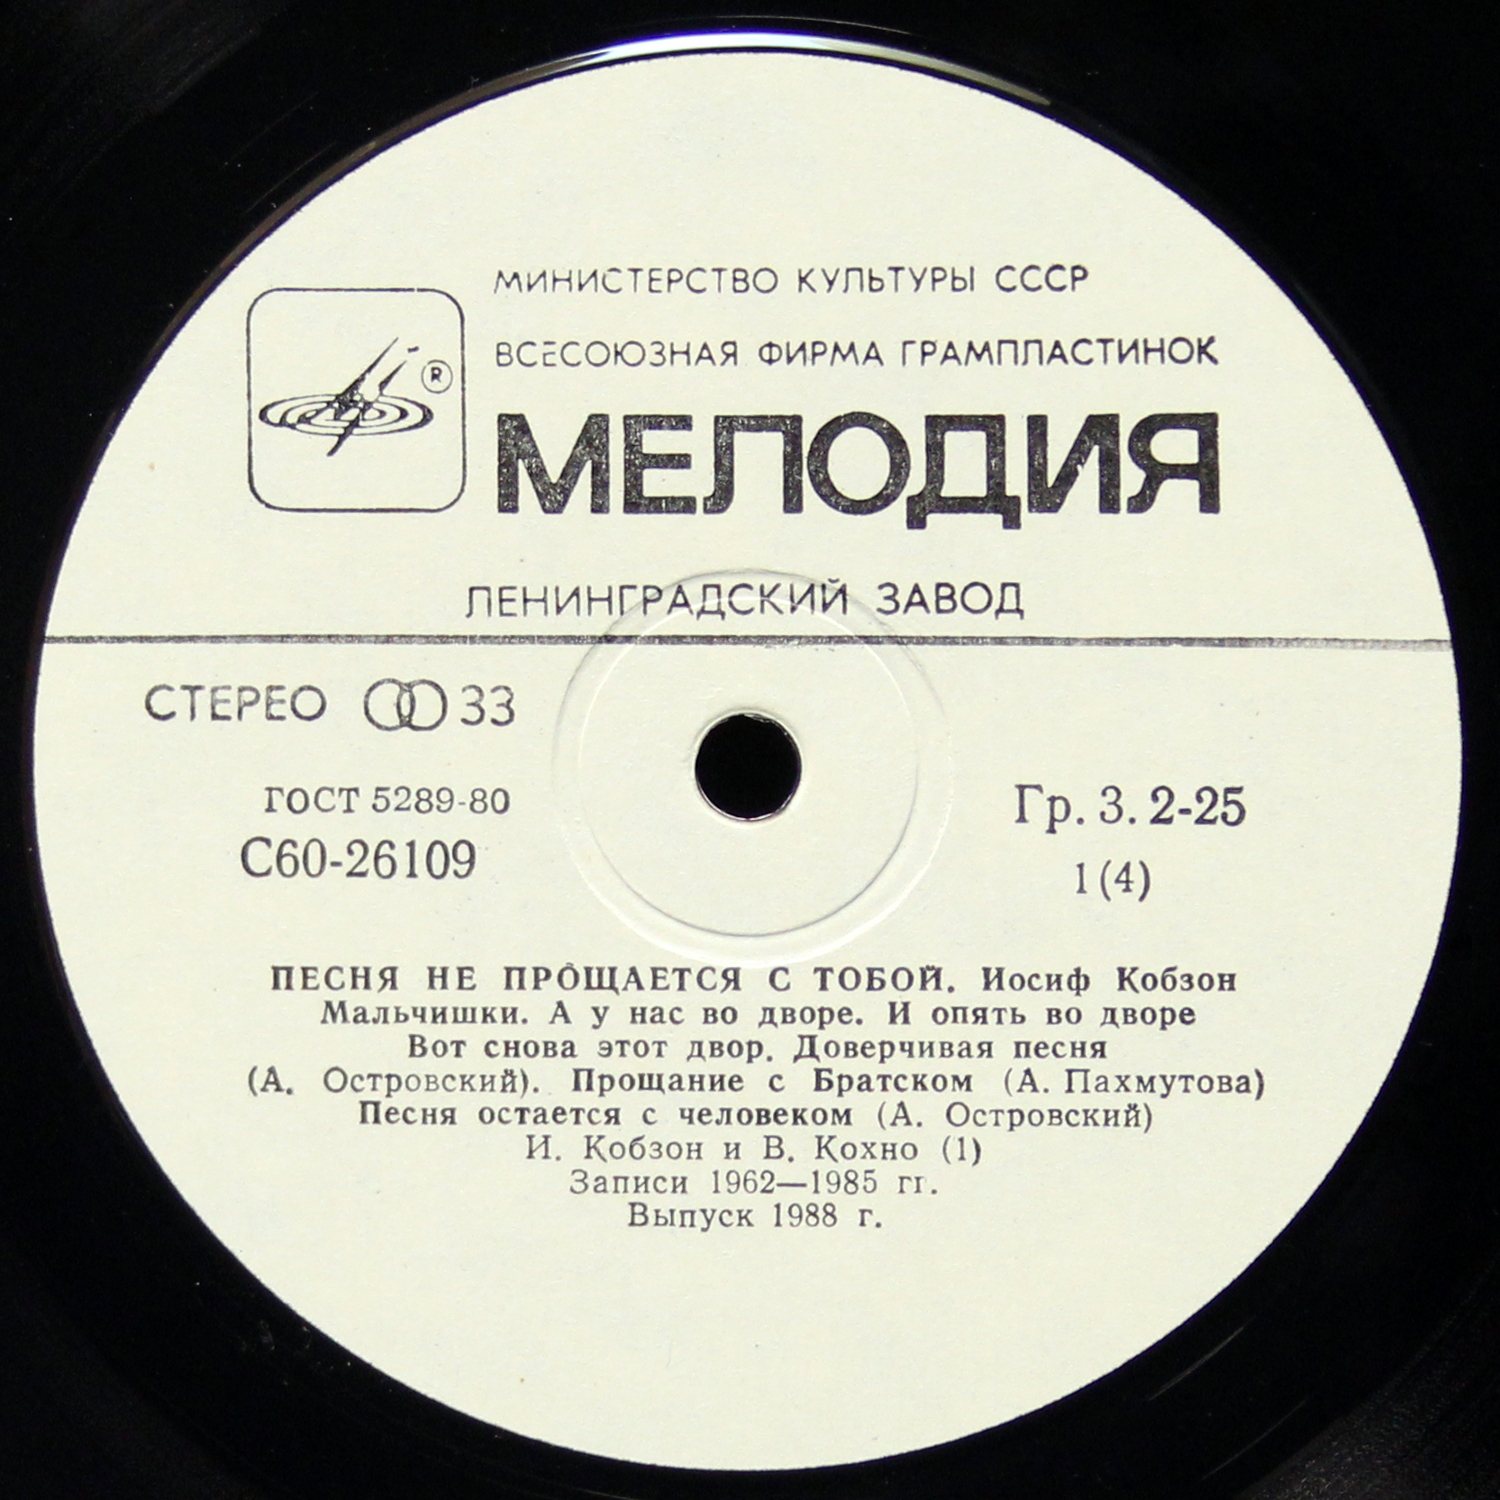 МИНИСТЕРСТВО КУЛЬТУРЫ СССР
ВСЕСОЮЗНАЯ ФИРМА ГРАМПЛАСТИНОК
®
МЕЛОДИЯ
ЛЕНИНГРАДСКИЙ ЗАВОД
СТЕРЕО 33
ГОСТ 5289-80
С60-26109
Гр. 3. 2-25
1 (4)
ПЕСНЯ НЕ ПРОЩАЕТСЯ С ТОБОЙ. Иосиф Кобзон
Мальчишки. А у нас во дворе. И опять во дворе
Вот снова этот двор. Доверчивая песня
(А. Островский). Прощание с Братском (А. Пахмутова)
Песня остается с человеком (А. Островский)
И. Кобзон и В. Кохно (1)
Записи 1962—1985 гг.
Выпуск 1988 г.